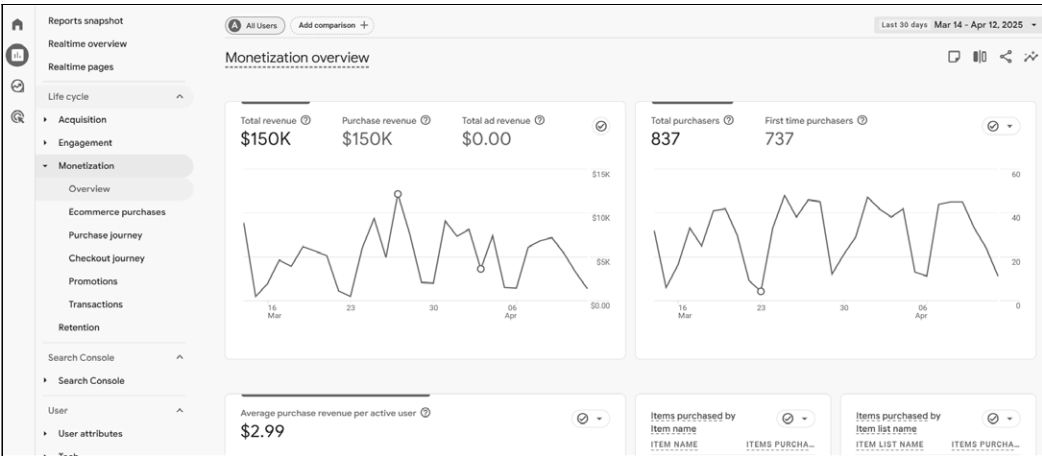 Reports snapshot
Realtime overview
Realtime pages
Life cycle
Acquisition
Engagement
Monetization
Overview
Ecommerce purchases
Purchase journey
Checkout journey
Promotions
Transactions
Retention
Search Console
Search Console
User
User attributes
Tech
A All Users
Add comparison +
Last 30 days Mar 14 - Apr 12, 2025
Monetization overview
Total revenue
$150K
Purchase revenue
$150K
Total ad revenue
$0.00
$15K
$10K
$5K
$0.00
16
Mar
23
30
06
Apr
Total purchasers
837
First time purchasers
737
60
40
20
0
16
Mar
23
30
06
Apr
Average purchase revenue per active user
$2.99
Items purchased by
Item name
ITEM NAME ITEMS PURCHA...
Items purchased by
Item list name
ITEM LIST NAME ITEMS PURCHA...